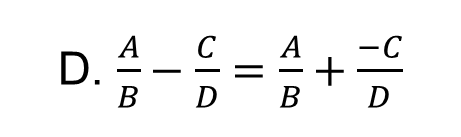 D. A/B − C/D = A/B + −C/D